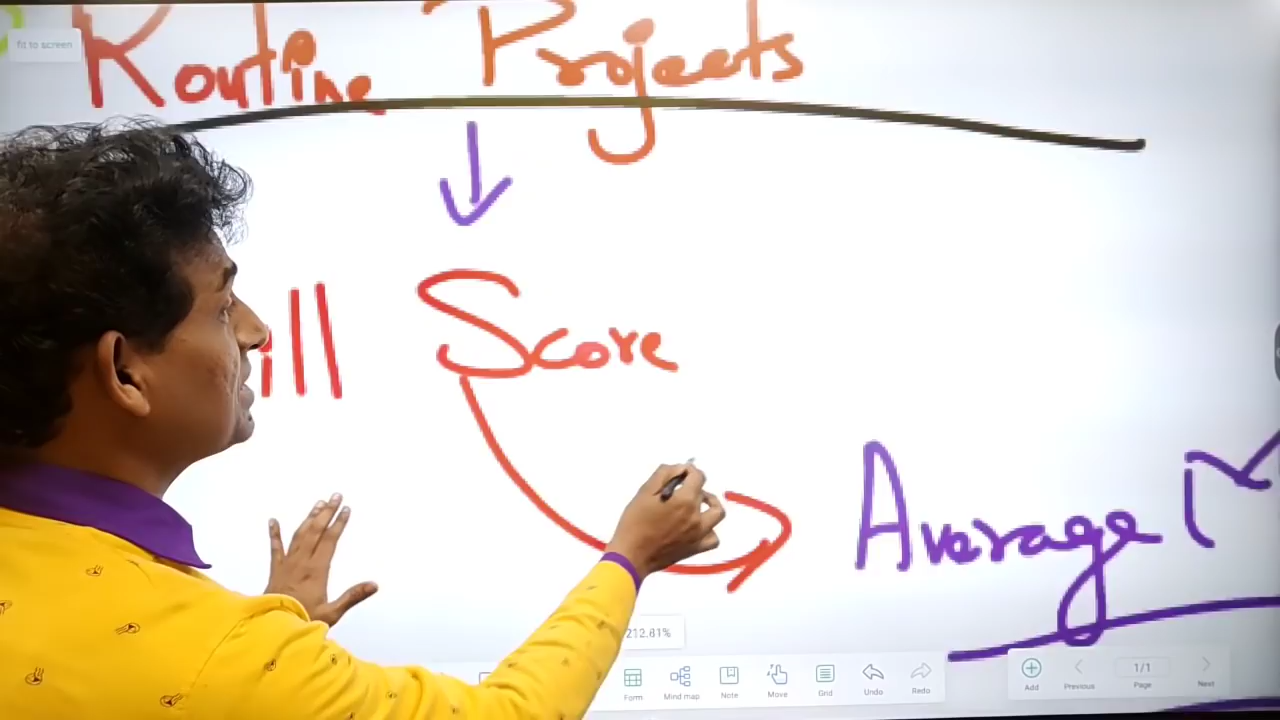 fit to screen
Routine Projects
ill Score
Average
212.81%
Form
Mind map
Note
Move
Grid
Undo
Redo
Add
Previous
1/1
Page
Next